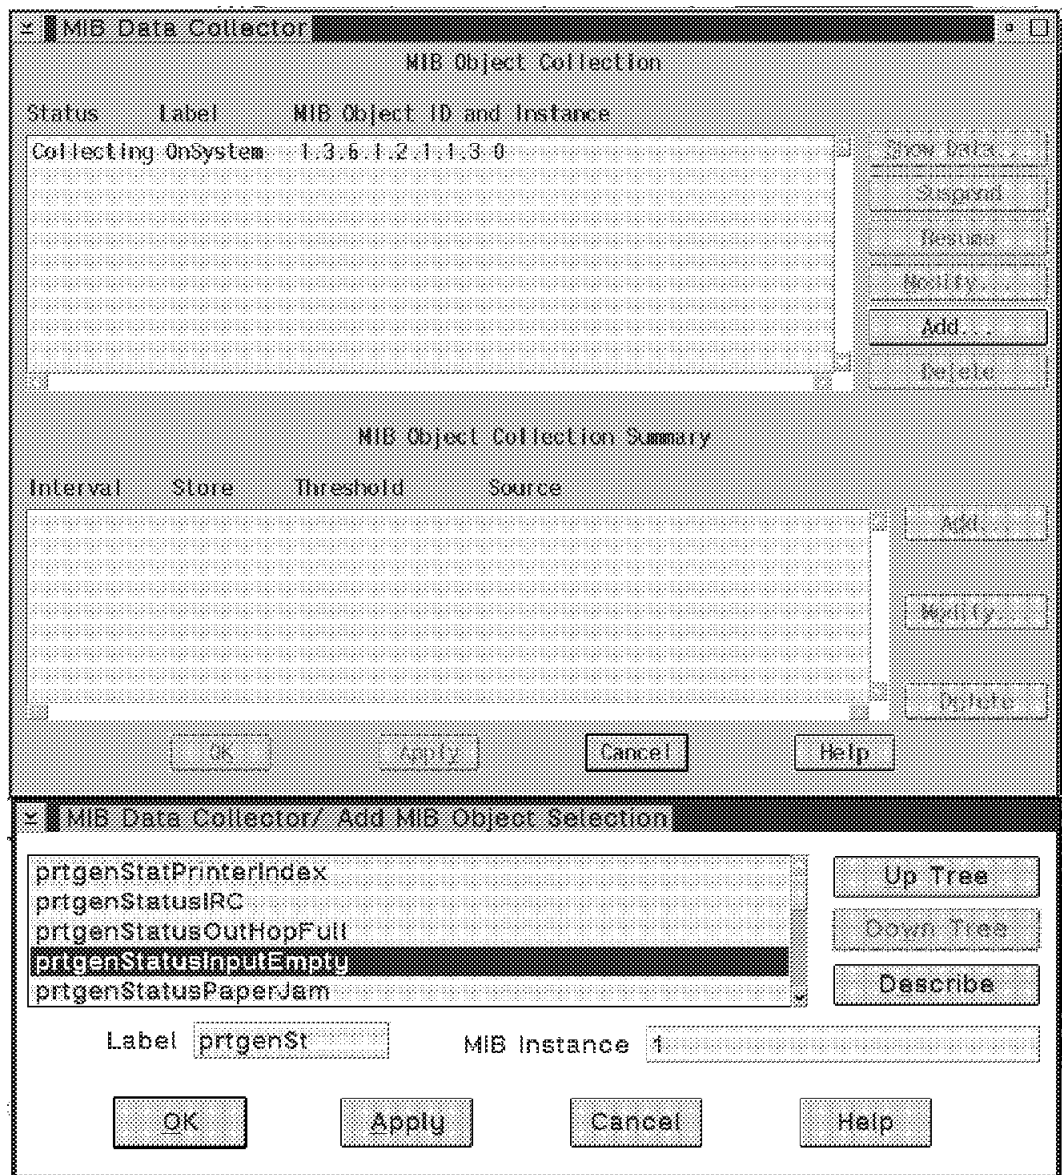 MIB Data Collector
MIB Object Collection
Status Label MIB Object ID and Instance
Collecting OnSystem 1.3.6.1.2.1.1.3 0
Show Data...
Suspend
Resume
Modify...
Add...
Delete
MIB Object Collection Summary
Interval Store Threshold Source
Add...
Modify...
Delete
OK Apply Cancel Help
MIB Data Collector/ Add MIB Object Selection
prtgenStatPrinterIndex
prtgenStatusIRC
prtgenStatusOutHopFull
prtgenStatusInputEmpty
prtgenStatusPaperJam
Up Tree
Down Tree
Describe
Label prtgenSt MIB Instance 1
OK Apply Cancel Help